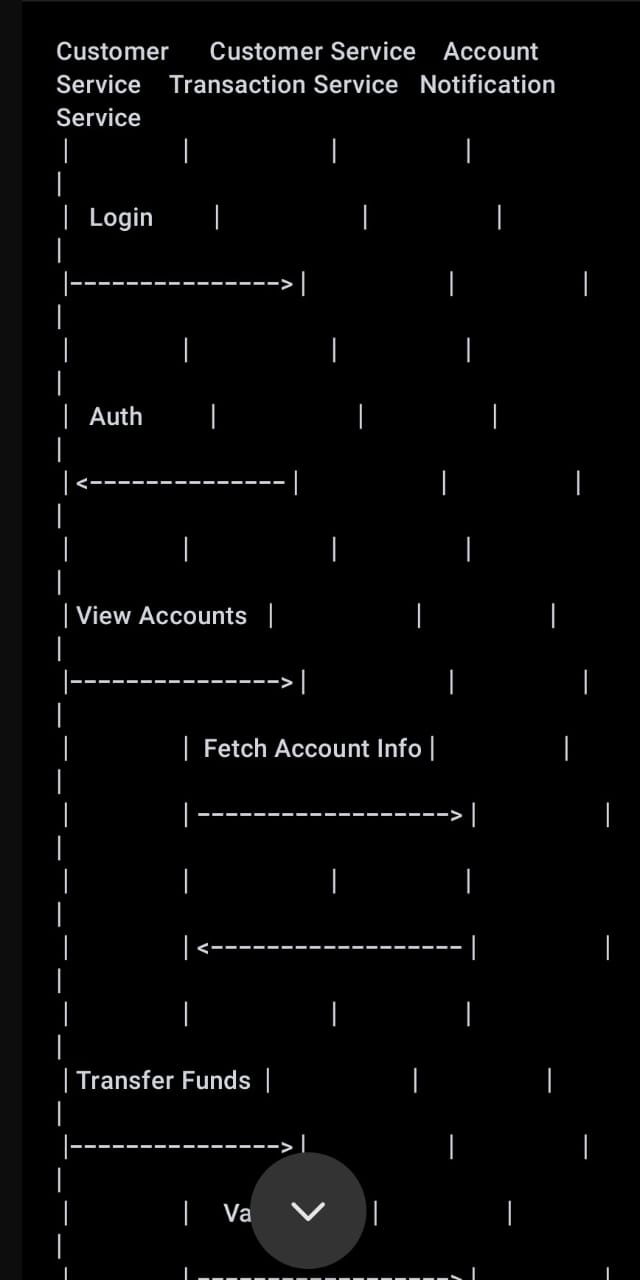 Customer      Customer Service    Account
Service    Transaction Service   Notification
Service
|                |                    |                  |
|
|   Login        |                    |                  |
|
|--------------->|                    |                  |
|
|                |                    |                  |
|
|   Auth         |                    |                  |
|
|<---------------|                    |                  |
|
|                |                    |                  |
|
| View Accounts   |                    |                  |
|
|--------------->|                    |                  |
|
|                |  Fetch Account Info |                  |
|
|                | ------------------>|                  |
|
|                |                    |                  |
|
|                | <------------------|                  |
|
|                |                    |                  |
|
| Transfer Funds  |                    |                  |
|
|--------------->|                    |                  |
|
|                |                    |                  |
|
|                | ------------------>|                  |